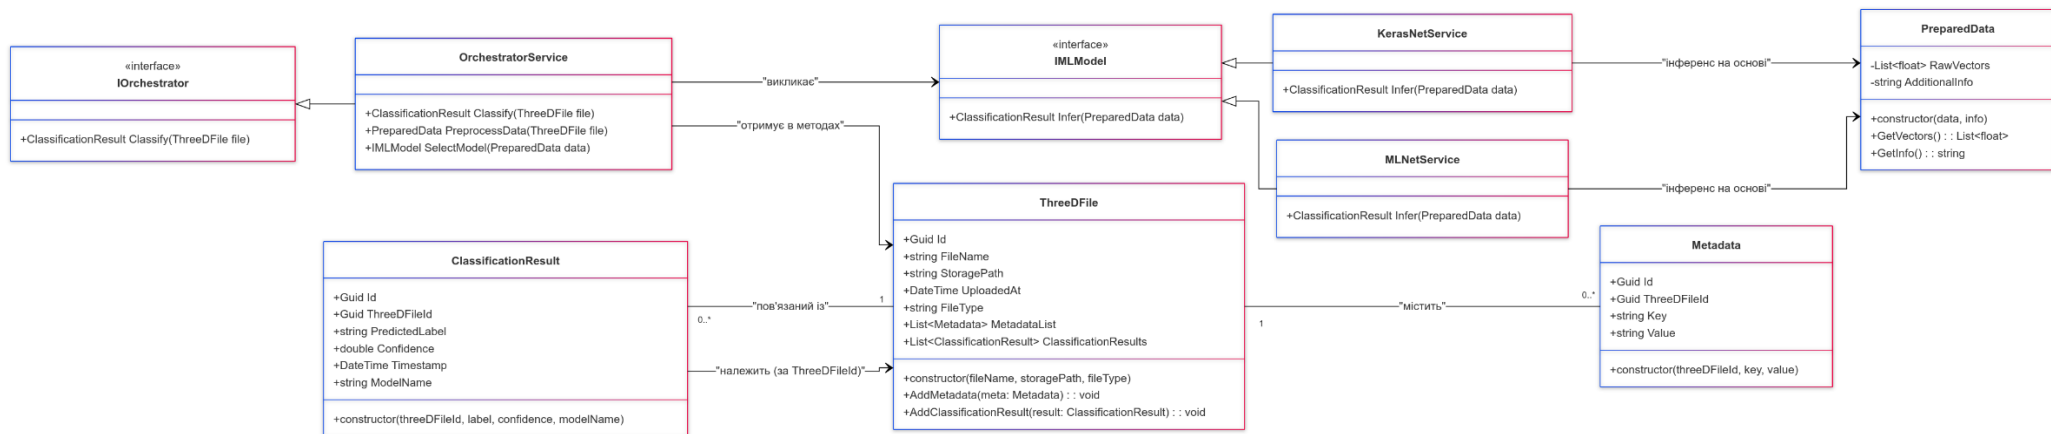 «interface»
IOrchestrator
+ClassificationResult Classify(ThreeDFile file)
OrchestratorService
+ClassificationResult Classify(ThreeDFile file)
+PreparedData PreprocessData(ThreeDFile file)
+IMLModel SelectModel(PreparedData data)
"викликає"
"отримує в методах"
«interface»
IMLModel
+ClassificationResult Infer(PreparedData data)
KerasNetService
+ClassificationResult Infer(PreparedData data)
"інференс на основі"
MLNetService
+ClassificationResult Infer(PreparedData data)
"інференс на основі"
PreparedData
-List<float> RawVectors
-string AdditionalInfo
+constructor(data, info)
+GetVectors() : : List<float>
+GetInfo() : : string
ClassificationResult
+Guid Id
+Guid ThreeDFileId
+string PredictedLabel
+double Confidence
+DateTime Timestamp
+string ModelName
+constructor(threeDFileId, label, confidence, modelName)
"пов'язаний із"
0..*
1
"належить (за ThreeDFileId)"
ThreeDFile
+Guid Id
+string FileName
+string StoragePath
+DateTime UploadedAt
+string FileType
+List<Metadata> MetadataList
+List<ClassificationResult> ClassificationResults
+constructor(fileName, storagePath, fileType)
+AddMetadata(meta: Metadata) : : void
+AddClassificationResult(result: ClassificationResult) : : void
"містить"
1
0..*
Metadata
+Guid Id
+Guid ThreeDFileId
+string Key
+string Value
+constructor(threeDFileId, key, value)